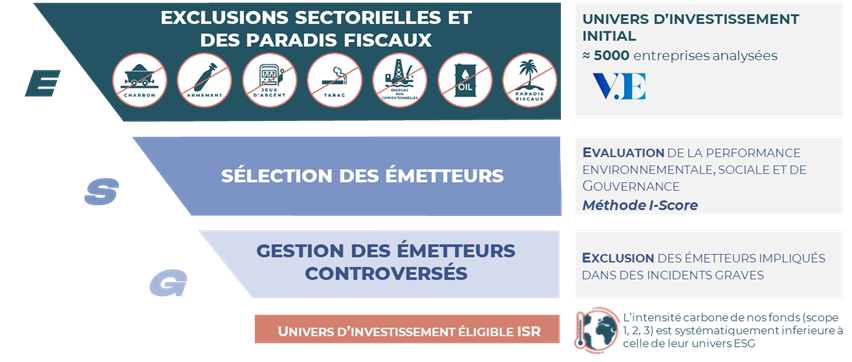 EXCLUSIONS SECTORIELLES ET
DES PARADIS FISCAUX
CHARBON
ARMEMENT
JEUX
D'ARGENT
TABAC
ÉNERGIES
NON
CONVENTIONNELLES
OIL
PARADIS
FISCAUX
UNIVERS D'INVESTISSEMENT
INITIAL
≈ 5000 entreprises analysées
V.E
E
SÉLECTION DES ÉMETTEURS
EVALUATION DE LA PERFORMANCE
ENVIRONNEMENTALE, SOCIALE ET DE
GOUVERNANCE
Méthode I-Score
S
GESTION DES ÉMETTEURS
CONTROVERSÉS
EXCLUSION DES ÉMETTEURS IMPLIQUÉS
DANS DES INCIDENTS GRAVES
G
UNIVERS D'INVESTISSEMENT ÉLIGIBLE ISR
L'intensité carbone de nos fonds (scope
1, 2, 3) est systématiquement inferieure à
celle de leur univers ESG